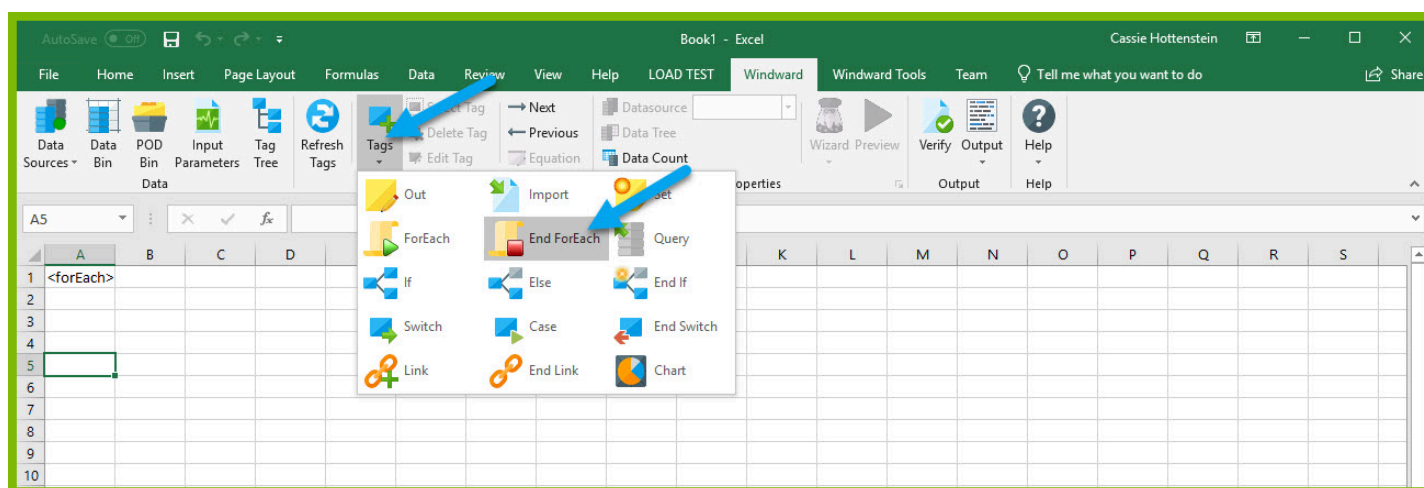 AutoSave Off Book1 - Excel Cassie Hottenstein
File Home Insert Page Layout Formulas Data Review View Help LOAD TEST Windward Windward Tools Team Tell me what you want to do Share
Data Sources Data Bin POD Bin Input Parameters Tag Tree Refresh Tags Tags
Select Tag Next Datasource
Delete Tag Previous Data Tree
Edit Tag Equation Data Count
Wizard Preview Verify Output Help
Data operties Output Help
Out Import Set
ForEach End ForEach Query
If Else End If
Switch Case End Switch
Link End Link Chart
A5 fx
A B C D K L M N O P Q R S
1 <forEach>
2
3
4
5
6
7
8
9
10